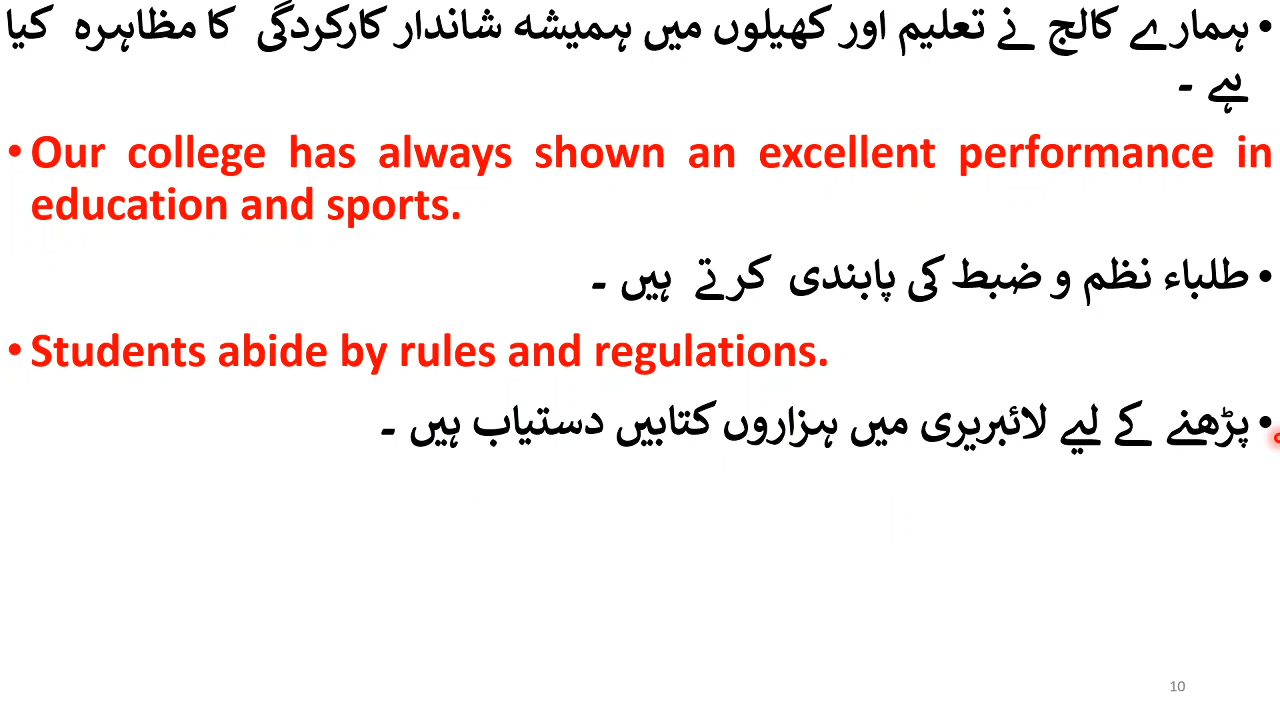 •ہمارے کالج نے تعلیم اور کھیلوں میں ہمیشہ شاندار کارکردگی کا مظاہرہ کیا
ہے ۔
•Our college has always shown an excellent performance in
education and sports.
•طلباء نظم و ضبط کی پابندی کرتے ہیں ۔
•Students abide by rules and regulations.
•پڑھنے کے لیے لائبریری میں ہزاروں کتابیں دستیاب ہیں ۔
10